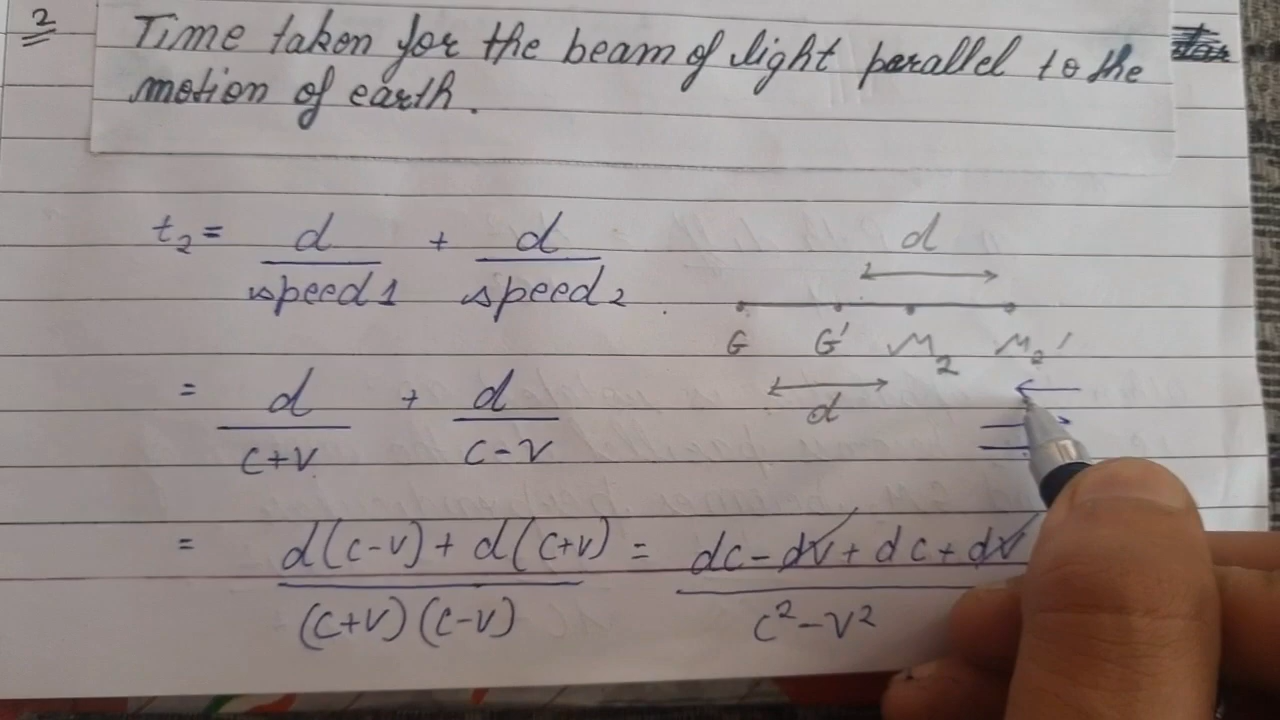 2
Time taken for the beam of light parallel to the
motion of earth.
t₂ = d/speed1 + d/speed2
d
G G' M₂ M₂'
d
= d/c+v + d/c-v
= d(c-v) + d(c+v)/(c+v)(c-v) = dc - dv + dc + dv/c² - v²